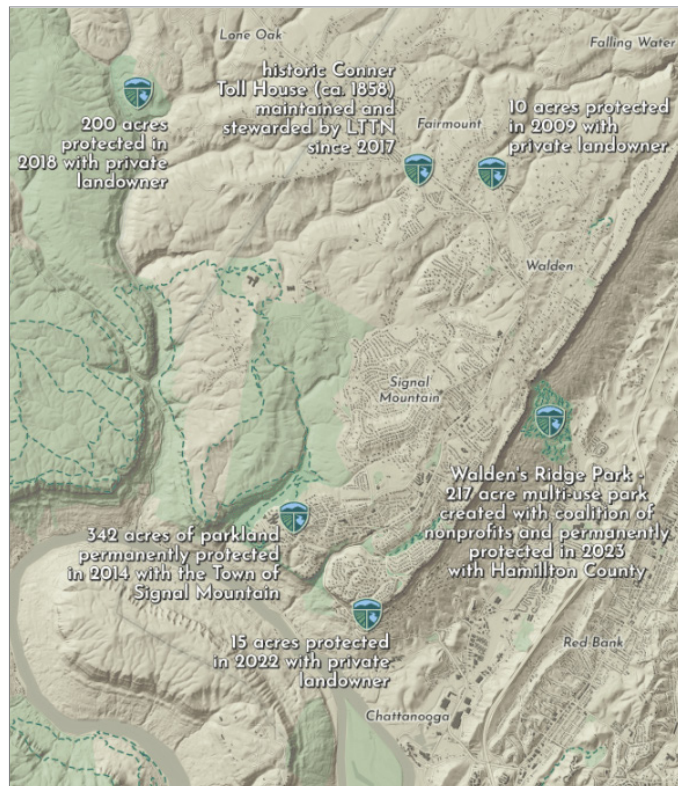 Lone Oak
Falling Water
historic Conner
Toll House (ca. 1858)
maintained and
stewarded by LTTN
since 2017
Fairmount
10 acres protected
in 2009 with
private landowner
200 acres
protected in
2018 with private
landowner
Walden
Signal
Mountain
Walden's Ridge Park -
217 acre multi-use park
created with coalition of
nonprofits and permanently
protected in 2023
with Hamillton County
342 acres of parkland
permanently protected
in 2014 with the Town of
Signal Mountain
15 acres protected
in 2022 with private
landowner
Red Bank
Chattanooga